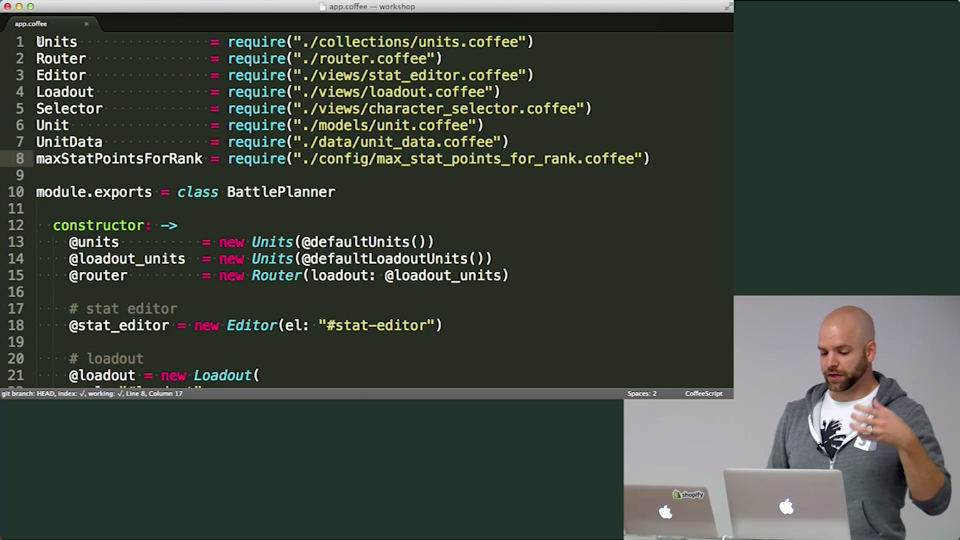 app.coffee — workshop
app.coffee
1 Units = require("./collections/units.coffee")
2 Router = require("./router.coffee")
3 Editor = require("./views/stat_editor.coffee")
4 Loadout = require("./views/loadout.coffee")
5 Selector = require("./views/character_selector.coffee")
6 Unit = require("./models/unit.coffee")
7 UnitData = require("./data/unit_data.coffee")
8 maxStatPointsForRank = require("./config/max_stat_points_for_rank.coffee")
9
10 module.exports = class BattlePlanner
11
12 constructor: ->
13 @units = new Units(@defaultUnits())
14 @loadout_units = new Units(@defaultLoadoutUnits())
15 @router = new Router(loadout: @loadout_units)
16
17 # stat editor
18 @stat_editor = new Editor(el: "#stat-editor")
19
20 # loadout
21 @loadout = new Loadout(
git branch: HEAD, index: √, working: √, Line 8, Column 17
Spaces: 2
CoffeeScript
shopify